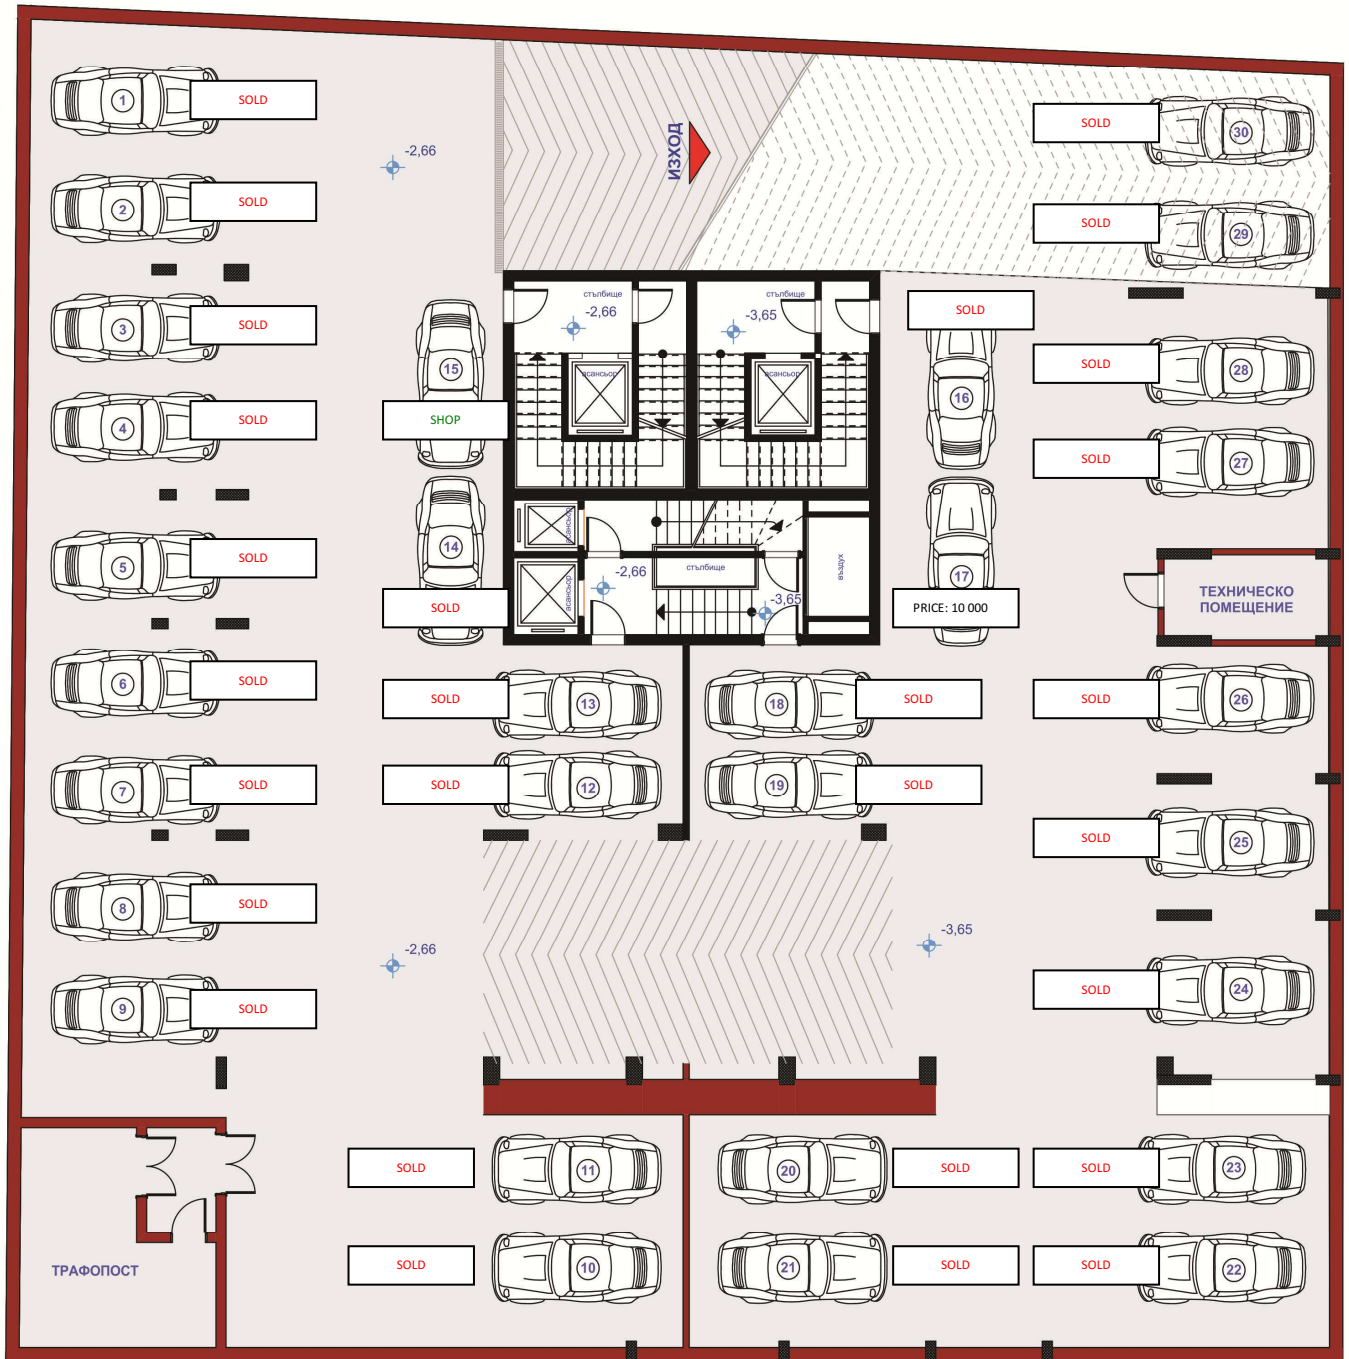 1
SOLD
ИЗХОД
SOLD
30
-2,66
2
SOLD
SOLD
29
стълбище
-2,66
стълбище
-3,65
SOLD
3
SOLD
15
асансьор
асансьор
16
SOLD
28
4
SOLD
SHOP
SOLD
27
5
SOLD
14
асансьор
стълбище
въздух
17
-2,66
асансьор
-3,65
SOLD
PRICE: 10 000
ТЕХНИЧЕСКО
ПОМЕЩЕНИЕ
6
SOLD
SOLD
13
18
SOLD
SOLD
26
7
SOLD
SOLD
12
19
SOLD
SOLD
25
8
SOLD
-2,66
-3,65
9
SOLD
SOLD
24
SOLD
11
20
SOLD
SOLD
23
ТРАФОПОСТ
SOLD
10
21
SOLD
SOLD
22